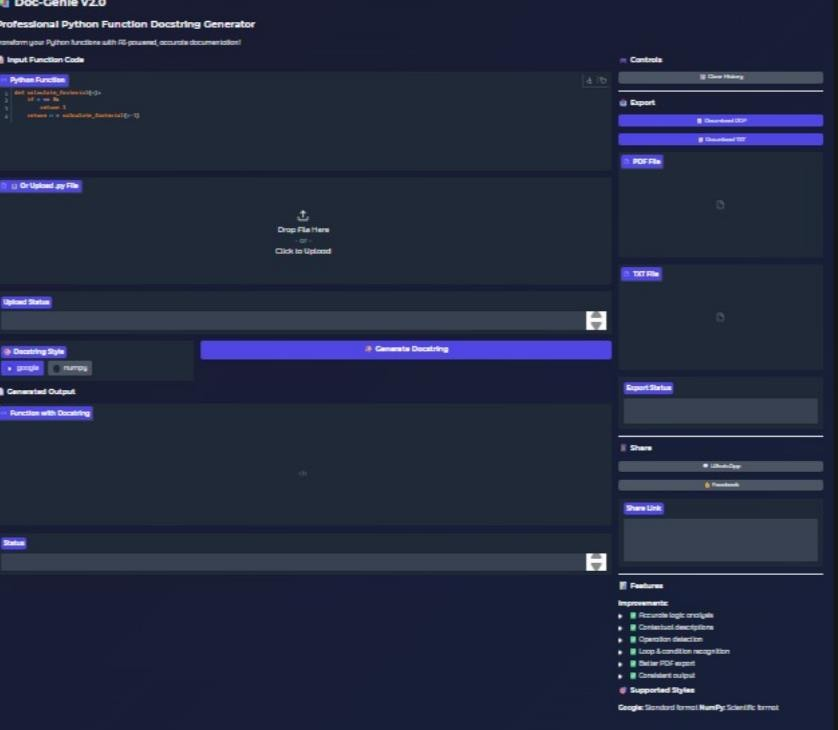 Doc-Genie v2.0
Professional Python Function Docstring Generator
Transform your Python functions with AI-powered, accurate documentation!
Input Function Code
Python Function
1 def calculate_factorial(n):
2 if n == 0:
3 return 1
4 return n * calculate_factorial(n-1)
Or Upload .py File
Drop File Here
- or -
Click to Upload
Upload Status
Docstring Style
google
numpy
Generate Docstring
Generated Output
Function with Docstring
Status
Controls
Clear History
Export
Download PDF
Download TXT
PDF File
TXT File
Export Status
Share
WhatsApp
Facebook
Share Link
Features
Improvements:
Accurate logic analysis
Contextual descriptions
Operation detection
Loop & condition recognition
Better PDF export
Consistent output
Supported Styles
Google: Standard format NumPy: Scientific format